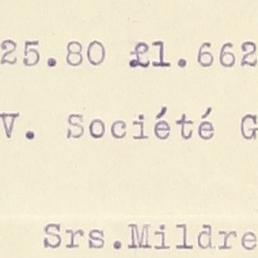 25.80 £1.662
V. Société G
Srs.Mildre